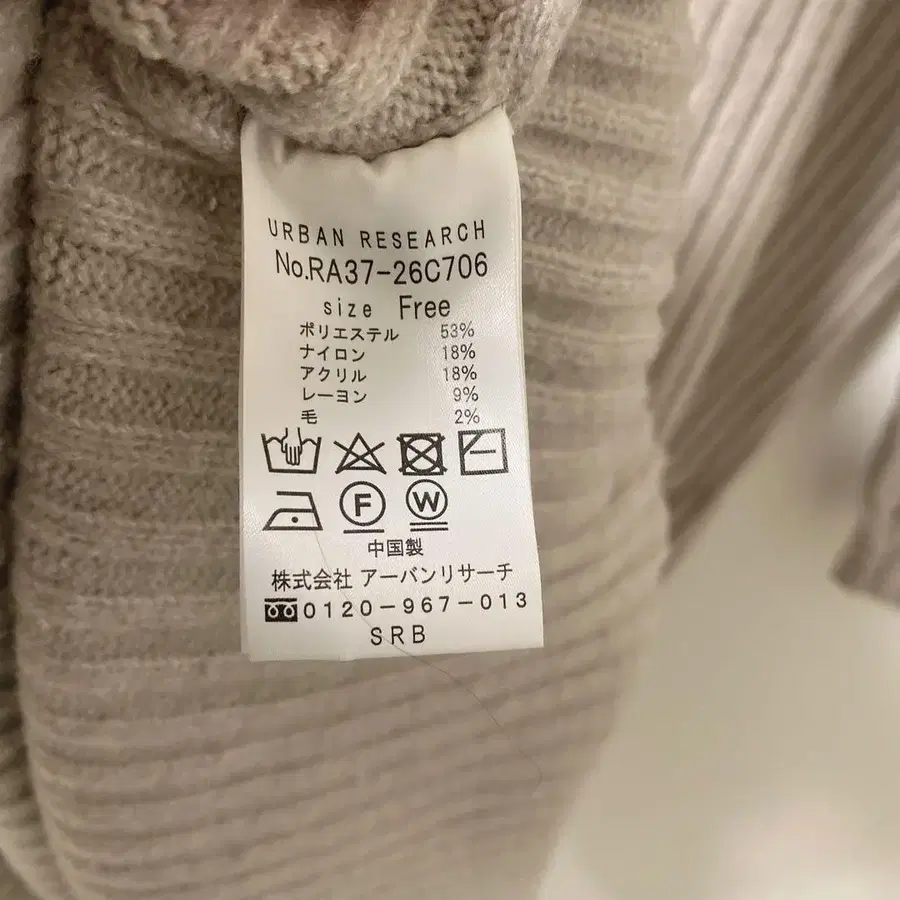 URBAN RESEARCH
No.RA37-26C706
size Free
ポリエステル 53%
ナイロン 18%
アクリル 18%
レーヨン 9%
毛 2%
F W
中国製
株式会社 アーバンリサーチ
0120-967-013
SRB